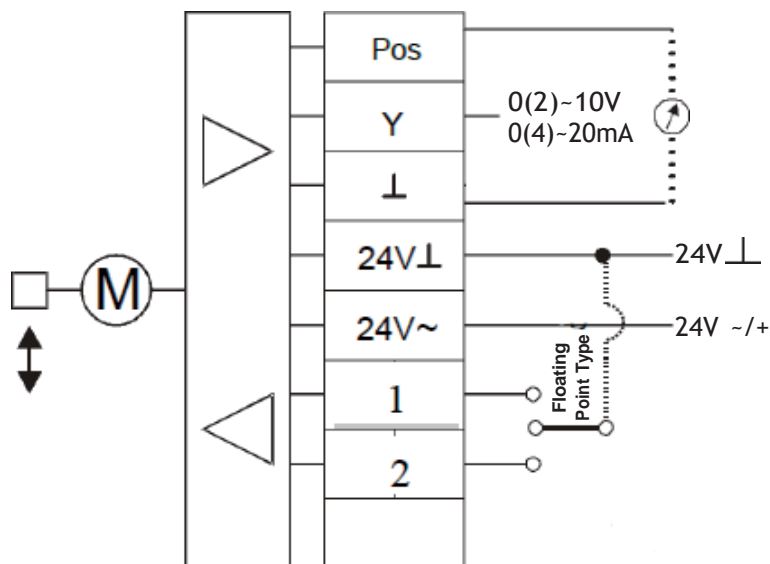 Pos
Y
0(2)~10V
0(4)~20mA
⊥
24V⊥
24V⊥
M
24V~
24V ~/+
Floating
Point Type
1
2